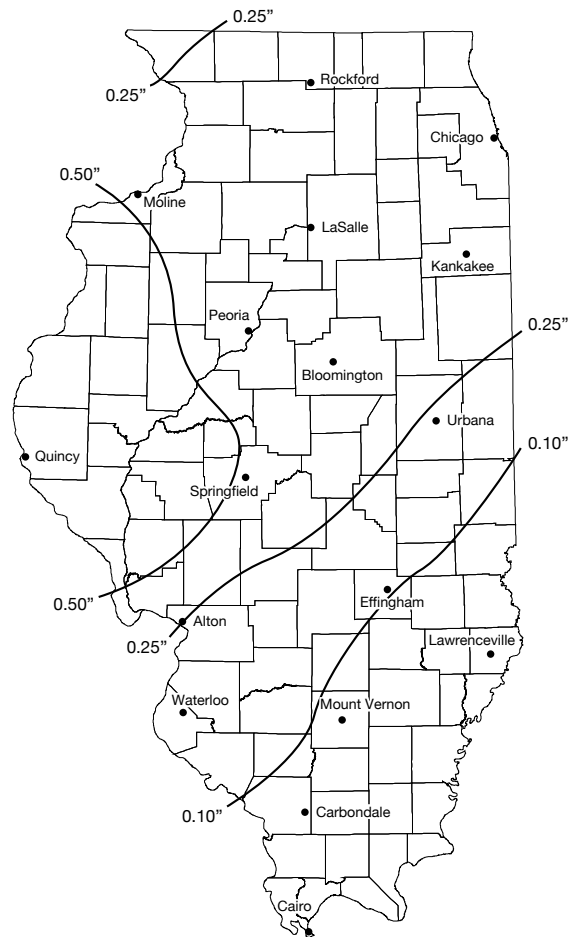 0.25”
0.25”
Rockford
Chicago
0.50”
Moline
LaSalle
Kankakee
Peoria
0.25”
Bloomington
Urbana
0.10”
Quincy
Springfield
0.50”
Effingham
Alton
0.25”
Lawrenceville
Waterloo
Mount Vernon
0.10”
Carbondale
Cairo